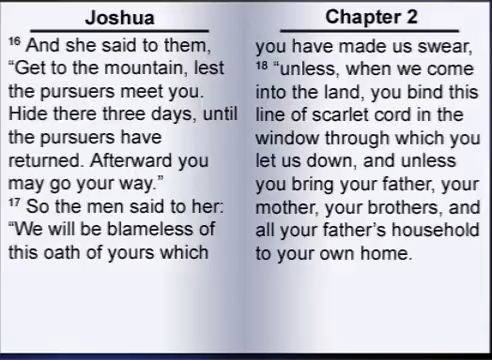 Joshua
16 And she said to them,
“Get to the mountain, lest
the pursuers meet you.
Hide there three days, until
the pursuers have
returned. Afterward you
may go your way.”
17 So the men said to her:
“We will be blameless of
this oath of yours which
Chapter 2
you have made us swear,
18 “unless, when we come
into the land, you bind this
line of scarlet cord in the
window through which you
let us down, and unless
you bring your father, your
mother, your brothers, and
all your father’s household
to your own home.